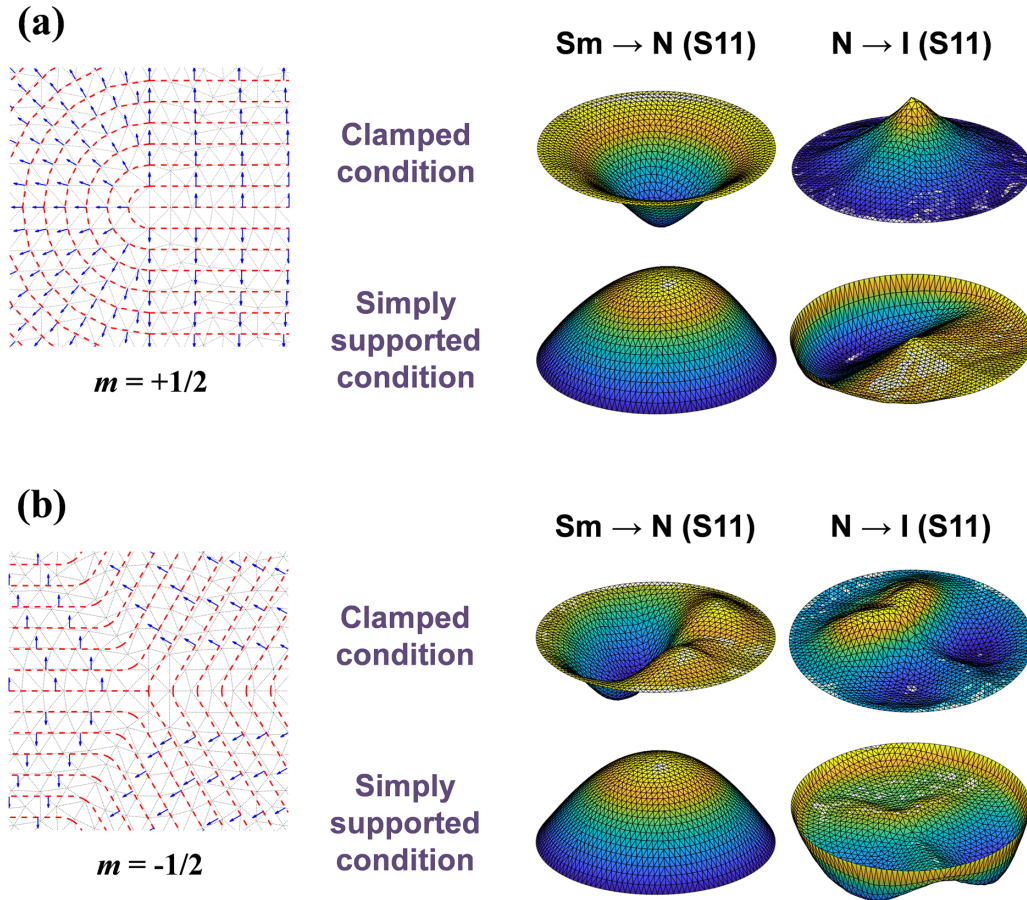 (a)
Sm → N (S11)
N → I (S11)
Clamped
condition
Simply
supported
condition
m = +1/2
(b)
Sm → N (S11)
N → I (S11)
Clamped
condition
Simply
supported
condition
m = -1/2